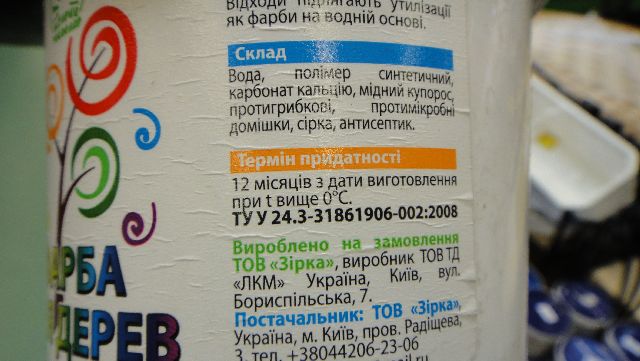 Відходи підлягають утилізації
як фарби на водній основі.
Склад
Вода, полімер синтетичний,
карбонат кальцію, мідний купорос,
протигрибкові, протимікробні
домішки, сірка, антисептик.
Термін придатності
12 місяців з дати виготовлення
при t вище 0°C.
ТУ У 24.3-31861906-002:2008
Вироблено на замовлення
ТОВ «Зірка», виробник ТОВ ТД
«ЛКМ» Україна, Київ, вул.
Бориспільська, 7.
Постачальник: ТОВ «Зірка»,
Україна, м. Київ, пров. Радіщева,
3, тел. +38044206-23-06
АРБА
ДЕРЕВ